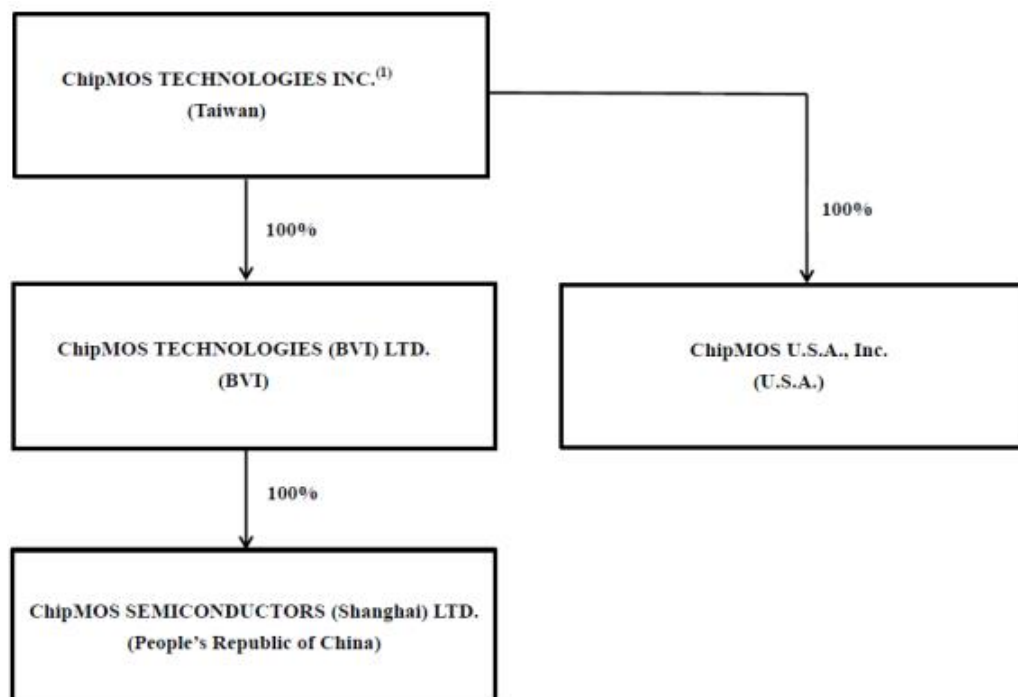 ChipMOS TECHNOLOGIES INC.(1)
(Taiwan)
100%
100%
ChipMOS TECHNOLOGIES (BVI) LTD.
(BVI)
ChipMOS U.S.A., Inc.
(U.S.A.)
100%
ChipMOS SEMICONDUCTORS (Shanghai) LTD.
(People’s Republic of China)